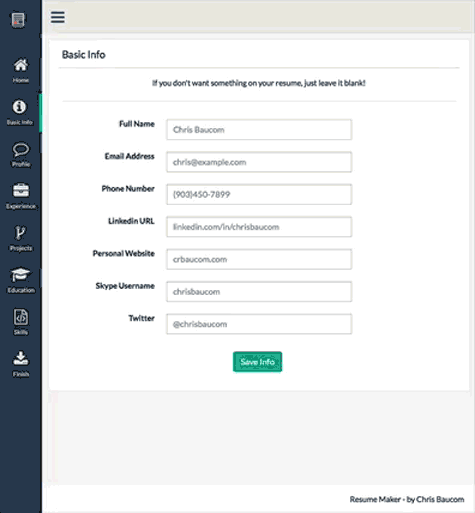 Home
Basic Info
Profile
Experience
Projects
Education
Skills
Finish
Basic Info
If you don't want something on your resume, just leave it blank!
Full Name
Chris Baucom
Email Address
chris@example.com
Phone Number
(903)450-7899
Linkedin URL
linkedin.com/in/chrisbaucom
Personal Website
crbaucom.com
Skype Username
chrisbaucom
Twitter
@chrisbaucom
Save Info
Resume Maker - by Chris Baucom